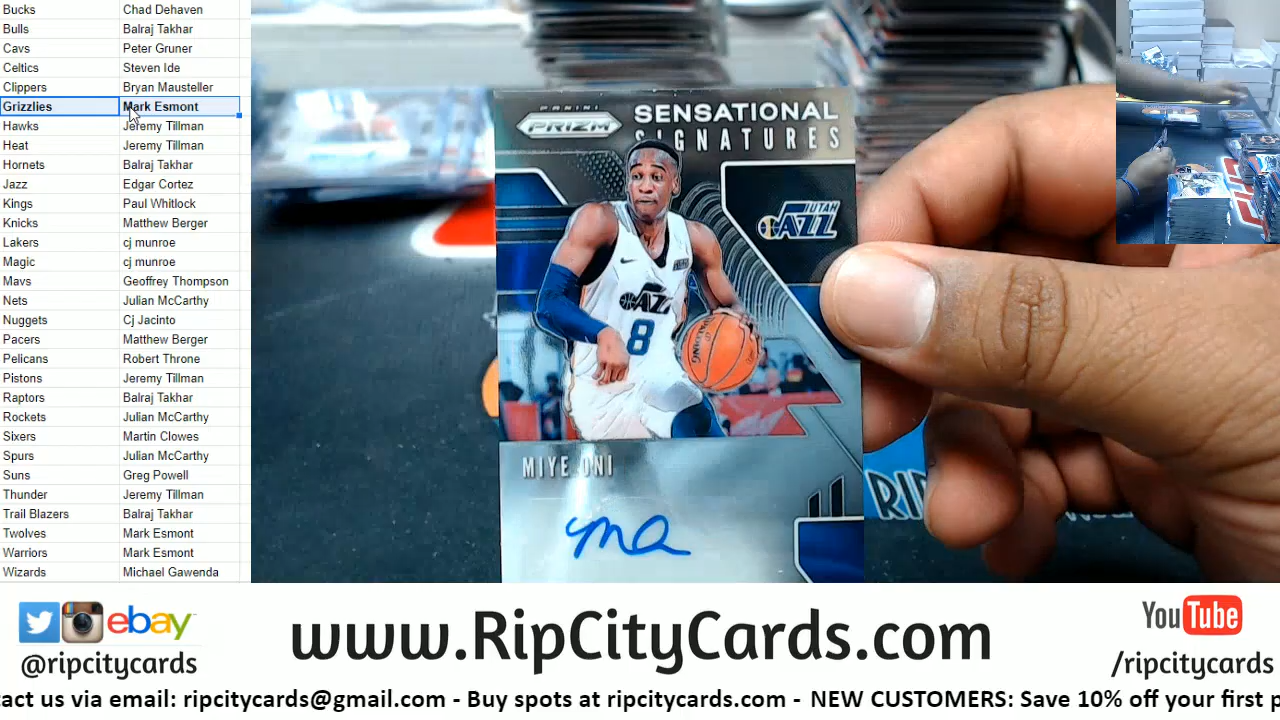 Bucks Chad Dehaven
Bulls Balraj Takhar
Cavs Peter Gruner
Celtics Steven Ide
Clippers Bryan Mausteller
Grizzlies Mark Esmont
Hawks Jeremy Tillman
Heat Jeremy Tillman
Hornets Balraj Takhar
Jazz Edgar Cortez
Kings Paul Whitlock
Knicks Matthew Berger
Lakers cj munroe
Magic cj munroe
Mavs Geoffrey Thompson
Nets Julian McCarthy
Nuggets Cj Jacinto
Pacers Matthew Berger
Pelicans Robert Throne
Pistons Jeremy Tillman
Raptors Balraj Takhar
Rockets Julian McCarthy
Sixers Martin Clowes
Spurs Julian McCarthy
Suns Greg Powell
Thunder Jeremy Tillman
Trail Blazers Balraj Takhar
Twolves Mark Esmont
Warriors Mark Esmont
Wizards Michael Gawenda
PANINI
PRIZM
SENSATIONAL
SIGNATURES
UTAH
JAZZ
JAZZ
8
SPALDING
MIYE ONI
RIP
ebay
@ripcitycards
www.RipCityCards.com
YouTube
/ripcitycards
tact us via email: ripcitycards@gmail.com - Buy spots at ripcitycards.com - NEW CUSTOMERS: Save 10% off your first p